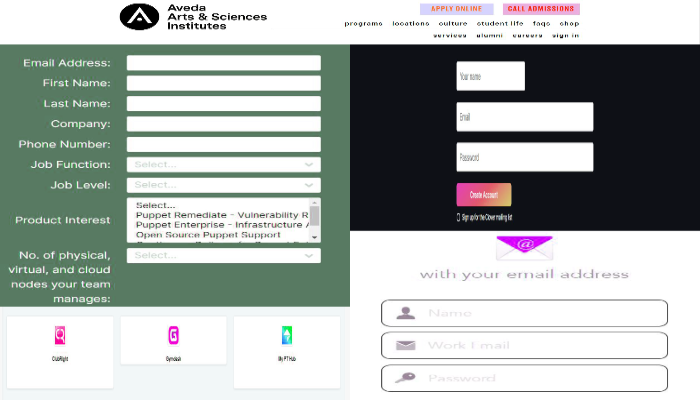 Aveda
Arts & Sciences
Institutes
APPLY ONLINE
CALL ADMISSIONS
programs locations culture student life faqs shop
services alumni careers sign in
Email Address:
First Name:
Last Name:
Company:
Phone Number:
Job Function:
Select...
Job Level:
Select...
Product Interest
Select...
Puppet Remediate - Vulnerability R
Puppet Enterprise - Infrastructure A
Open Source Puppet Support
No. of physical,
virtual, and cloud
nodes your team
manages:
Select...
ClubRight
Gymdesk
My PT Hub
Your name
Email
Password
Create Account
Sign up for the Clover mailing list
with your email address
Name
Work Email
Password